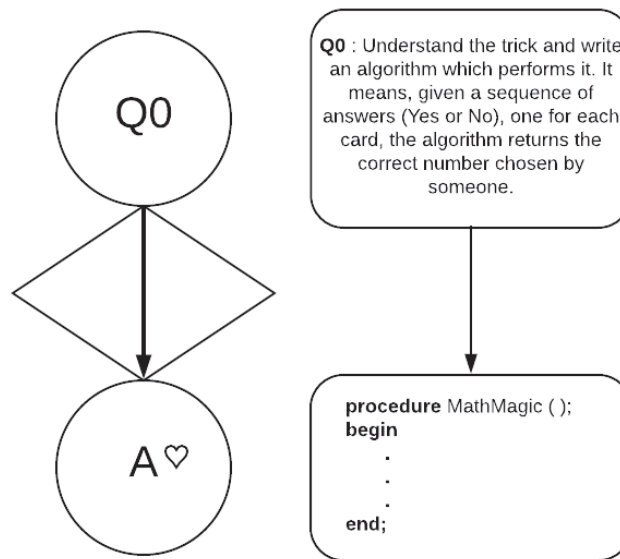 Q0
A ♡
Q0 : Understand the trick and write
an algorithm which performs it. It
means, given a sequence of
answers (Yes or No), one for each
card, the algorithm returns the
correct number chosen by
someone.
procedure MathMagic ( );
begin
.
.
.
end;